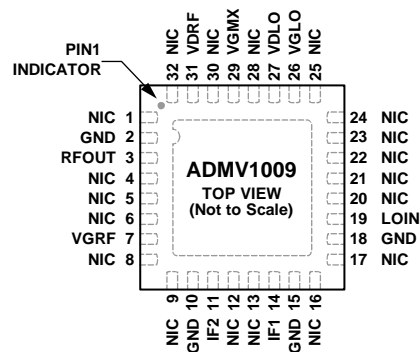 PIN1
INDICATOR
32 NIC
31 VDRF
30 NIC
29 VGMX
28 NIC
27 VDLO
26 VGLO
25 NIC
NIC 1
GND 2
RFOUT 3
NIC 4
NIC 5
NIC 6
VGRF 7
NIC 8
ADMV1009
TOP VIEW
(Not to Scale)
24 NIC
23 NIC
22 NIC
21 NIC
20 NIC
19 LOIN
18 GND
17 NIC
NIC 9
GND 10
IF2 11
NIC 12
NIC 13
IF1 14
GND 15
NIC 16